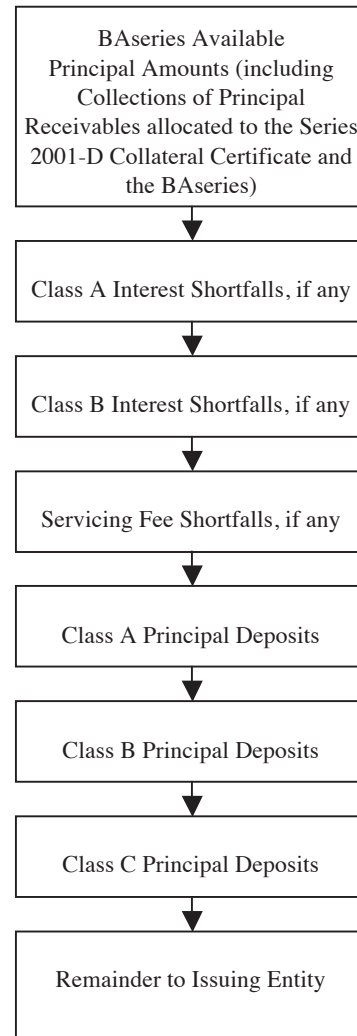 BAseries Available
Principal Amounts (including
Collections of Principal
Receivables allocated to the Series
2001-D Collateral Certificate and
the BAseries)
Class A Interest Shortfalls, if any
Class B Interest Shortfalls, if any
Servicing Fee Shortfalls, if any
Class A Principal Deposits
Class B Principal Deposits
Class C Principal Deposits
Remainder to Issuing Entity